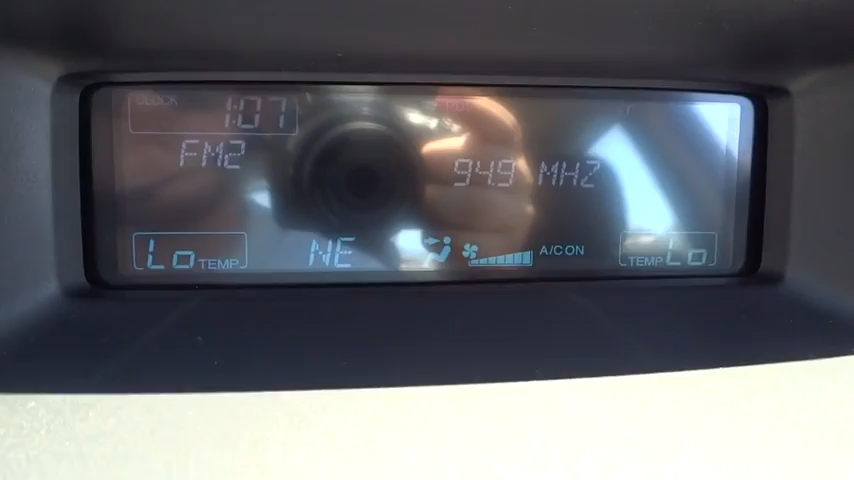 CLOCK
1:07
FM2 94.9 MHZ
Lo TEMP NE A/C ON TEMP Lo